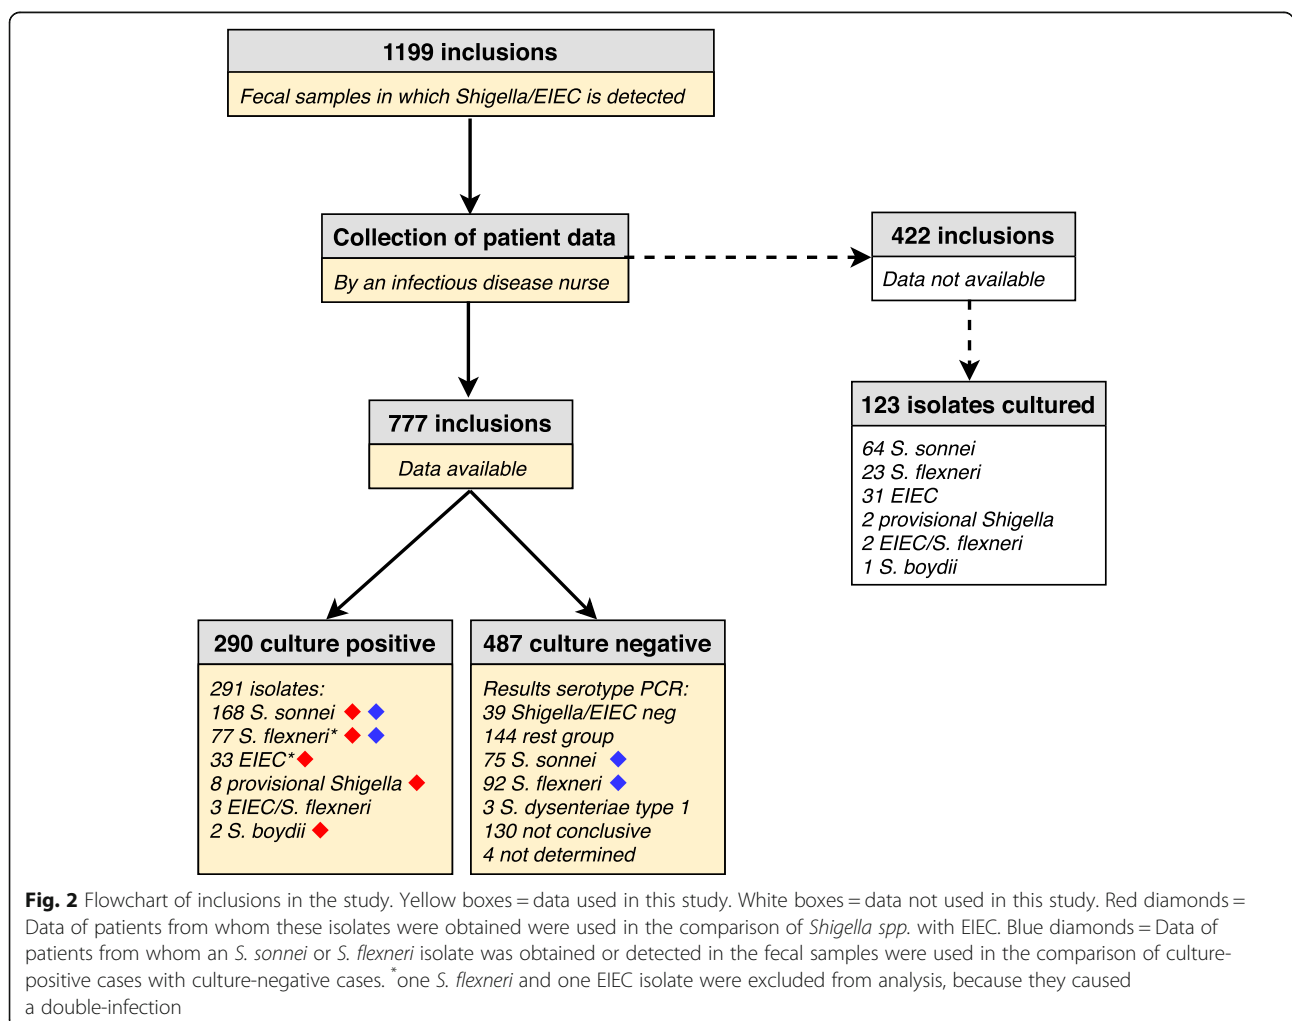 1199 inclusions
Fecal samples in which Shigella/EIEC is detected
Collection of patient data
By an infectious disease nurse
422 inclusions
Data not available
123 isolates cultured
64 S. sonnei
23 S. flexneri
31 EIEC
2 provisional Shigella
2 EIEC/S. flexneri
1 S. boydii
777 inclusions
Data available
290 culture positive
291 isolates:
168 S. sonnei
77 S. flexneri*
33 EIEC*
8 provisional Shigella
3 EIEC/S. flexneri
2 S. boydii
487 culture negative
Results serotype PCR:
39 Shigella/EIEC neg
144 rest group
75 S. sonnei
92 S. flexneri
3 S. dysenteriae type 1
130 not conclusive
4 not determined
Fig. 2 Flowchart of inclusions in the study. Yellow boxes = data used in this study. White boxes = data not used in this study. Red diamonds =
Data of patients from whom these isolates were obtained were used in the comparison of Shigella spp. with EIEC. Blue diamonds = Data of
patients from whom an S. sonnei or S. flexneri isolate was obtained or detected in the fecal samples were used in the comparison of culture-
positive cases with culture-negative cases. *one S. flexneri and one EIEC isolate were excluded from analysis, because they caused
a double-infection